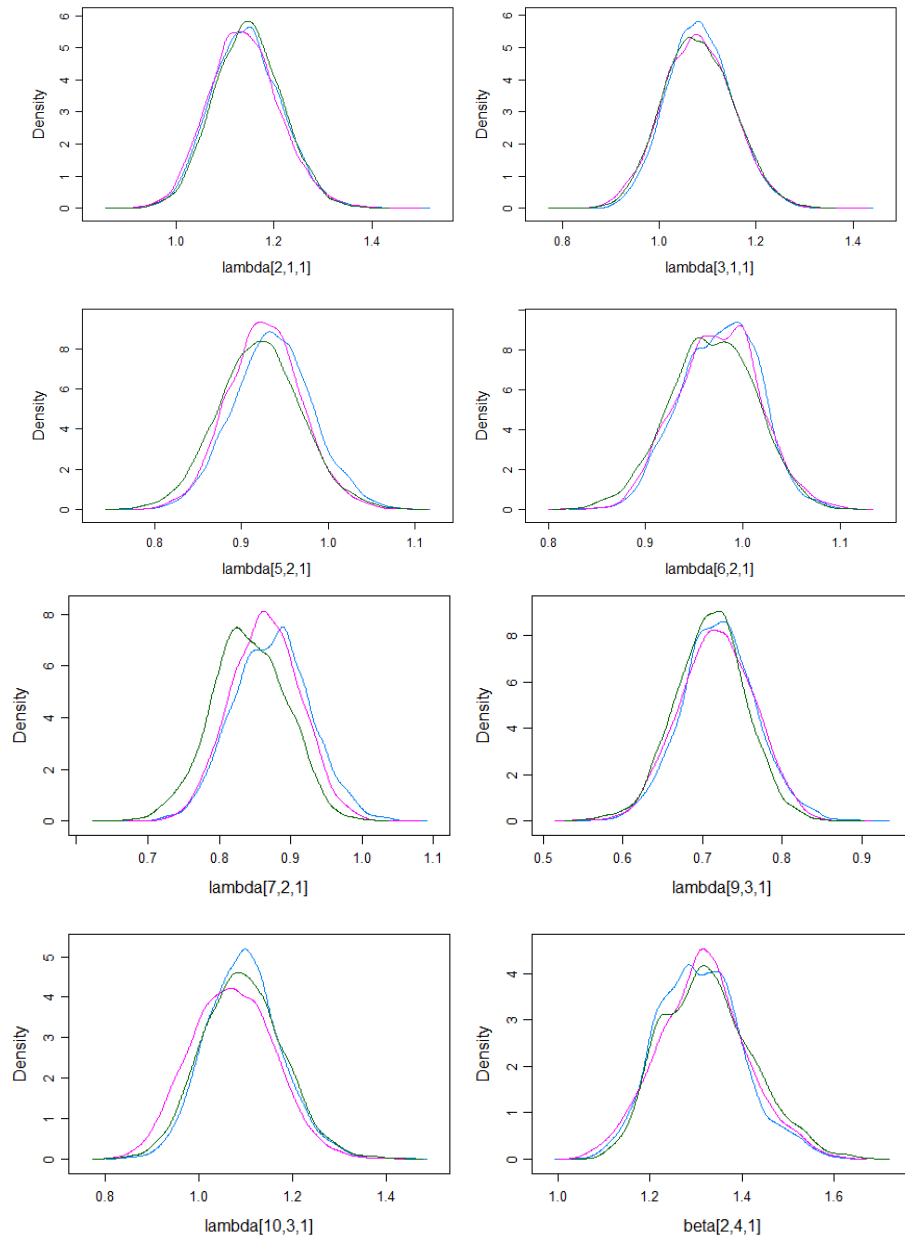 6
5
4
3
2
1
0
Density
1.0 1.2 1.4
lambda[2,1,1]
6
5
4
3
2
1
0
Density
0.8 1.0 1.2 1.4
lambda[3,1,1]
8
6
4
2
0
Density
0.8 0.9 1.0 1.1
lambda[5,2,1]
8
6
4
2
0
Density
0.8 0.9 1.0 1.1
lambda[6,2,1]
8
6
4
2
0
Density
0.7 0.8 0.9 1.0 1.1
lambda[7,2,1]
8
6
4
2
0
Density
0.5 0.6 0.7 0.8 0.9
lambda[9,3,1]
5
4
3
2
1
0
Density
0.8 1.0 1.2 1.4
lambda[10,3,1]
4
3
2
1
0
Density
1.0 1.2 1.4 1.6
beta[2,4,1]